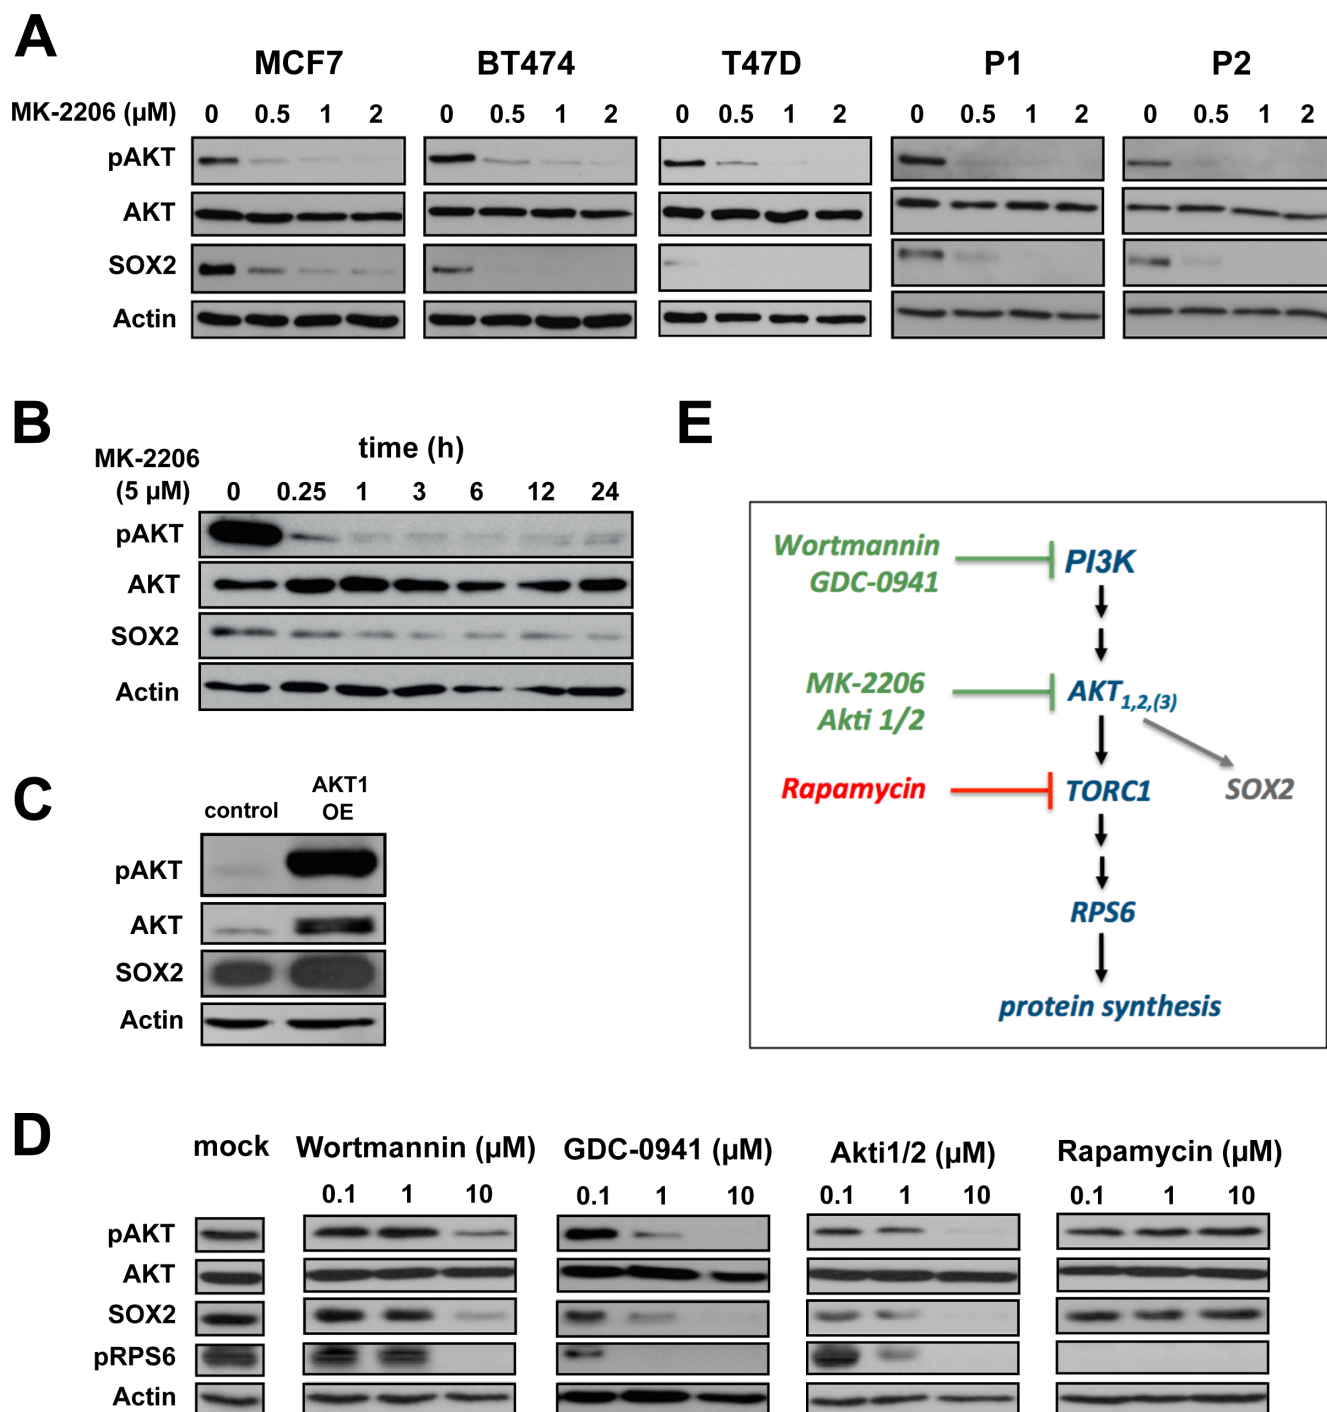 A
MCF7 BT474 T47D P1 P2
MK-2206 (µM) 0 0.5 1 2 0 0.5 1 2 0 0.5 1 2 0 0.5 1 2 0 0.5 1 2
pAKT
AKT
SOX2
Actin
B
time (h)
MK-2206
(5 µM) 0 0.25 1 3 6 12 24
pAKT
AKT
SOX2
Actin
C
control AKT1
OE
pAKT
AKT
SOX2
Actin
E
Wortmannin
GDC-0941
PI3K
MK-2206
Akti 1/2
AKT1,2,(3)
Rapamycin
TORC1
SOX2
RPS6
protein synthesis
D
mock Wortmannin (µM) GDC-0941 (µM) Akti1/2 (µM) Rapamycin (µM)
0.1 1 10 0.1 1 10 0.1 1 10 0.1 1 10
pAKT
AKT
SOX2
pRPS6
Actin